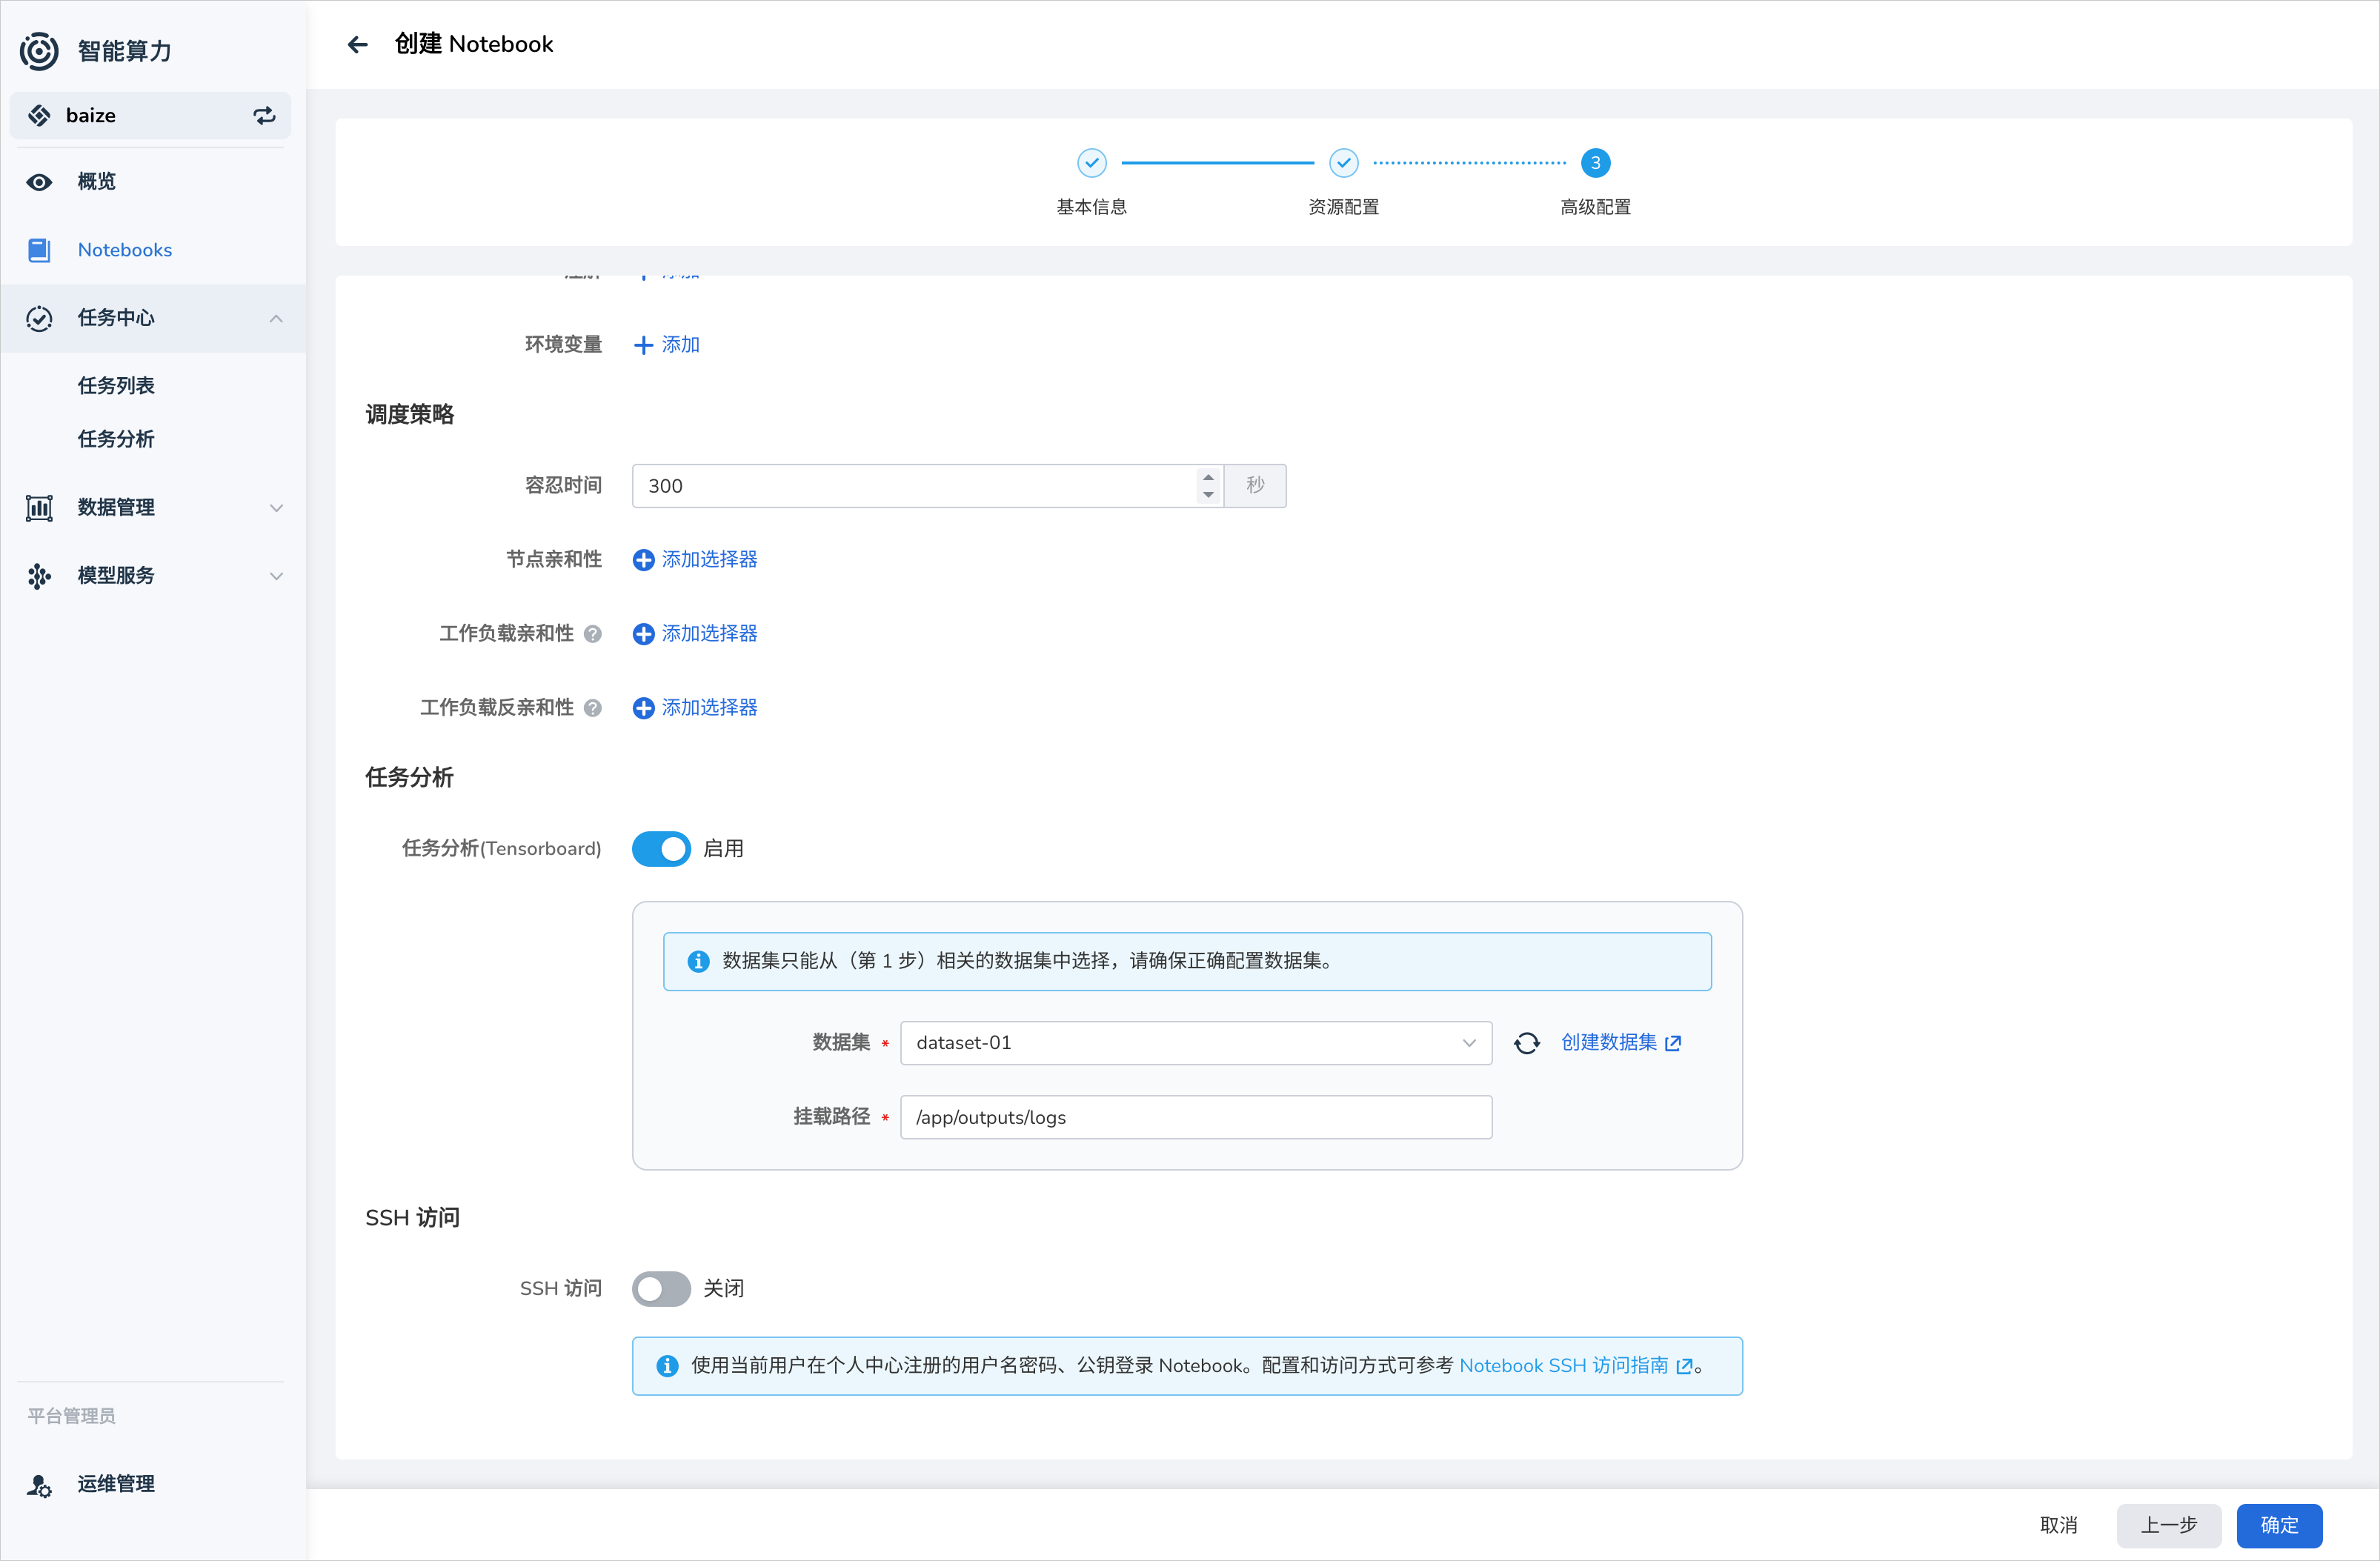 智能算力
baize
概览
Notebooks
任务中心
任务列表
任务分析
数据管理
模型服务
平台管理员
运维管理
创建 Notebook
基本信息
资源配置
3
高级配置
环境变量 添加
调度策略
容忍时间 300 秒
节点亲和性 添加选择器
工作负载亲和性 ? 添加选择器
工作负载反亲和性 ? 添加选择器
任务分析
任务分析(Tensorboard) 启用
数据集只能从（第 1 步）相关的数据集中选择，请确保正确配置数据集。
数据集 * dataset-01 创建数据集
挂载路径 * /app/outputs/logs
SSH 访问
SSH 访问 关闭
使用当前用户在个人中心注册的用户名密码、公钥登录 Notebook。配置和访问方式可参考 Notebook SSH 访问指南 。
取消 上一步 确定